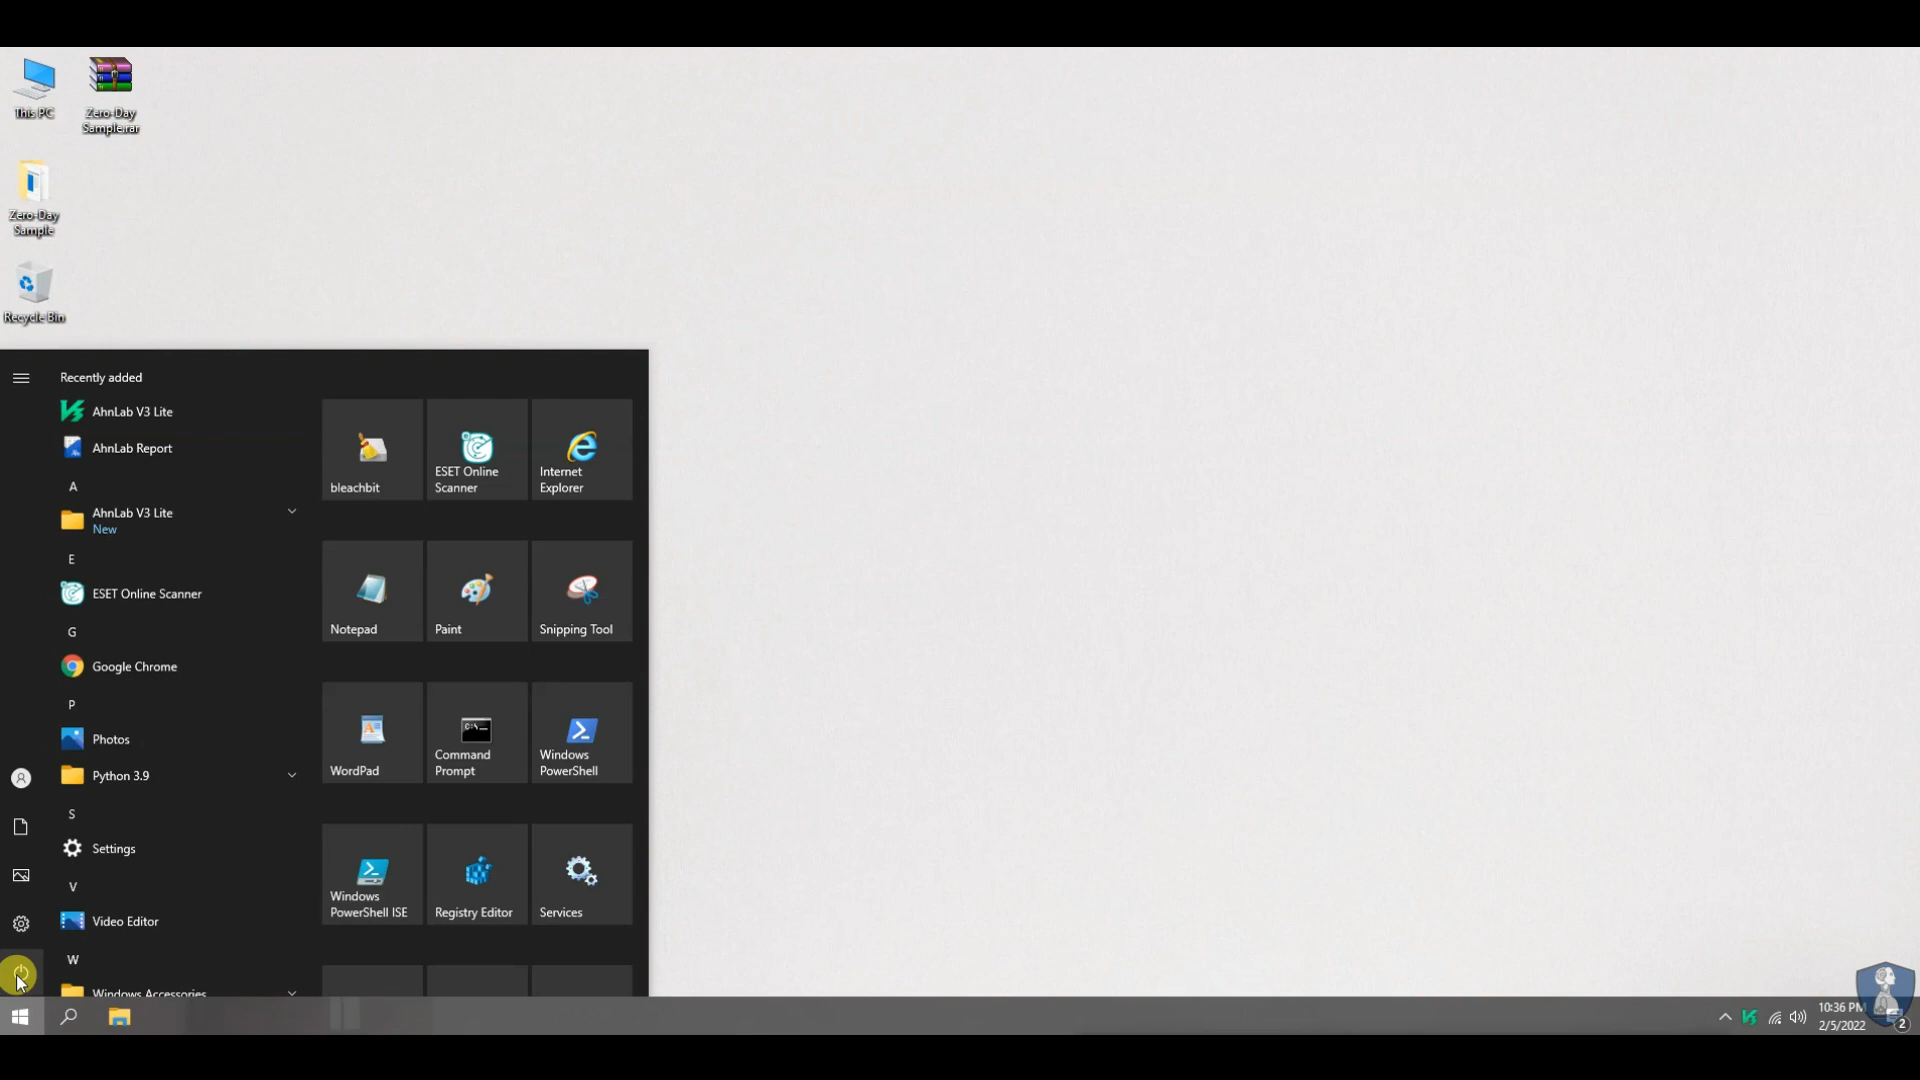 This PC
Zero-Day
Sample.rar
Zero-Day
Sample
Recycle Bin
Recently added
AhnLab V3 Lite
AhnLab Report
A
AhnLab V3 Lite
New
E
ESET Online Scanner
G
Google Chrome
P
Photos
Python 3.9
S
Settings
V
Video Editor
W
Windows Accessories
bleachbit
ESET Online
Scanner
Internet
Explorer
Notepad
Paint
Snipping Tool
WordPad
Command
Prompt
Windows
PowerShell
Windows
PowerShell ISE
Registry Editor
Services
10:36 PM
2/5/2022
2